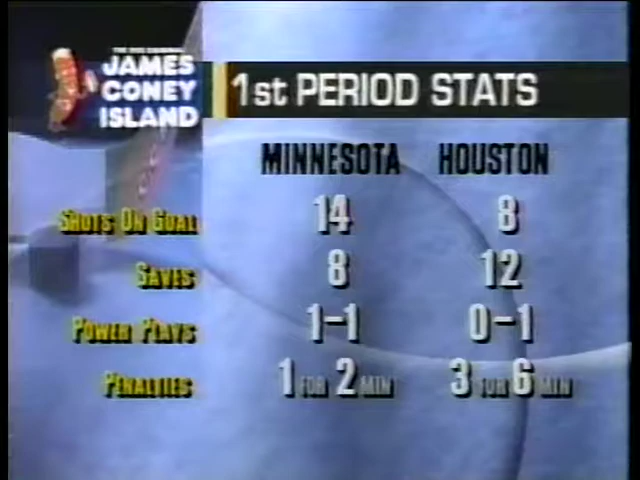 JAMES
CONEY
ISLAND
1st PERIOD STATS
MINNESOTA HOUSTON
SHOTS ON GOAL 14 8
SAVES 8 12
POWER PLAYS 1-1 0-1
PENALTIES 1 FOR 2 MIN 3 FOR 6 MIN